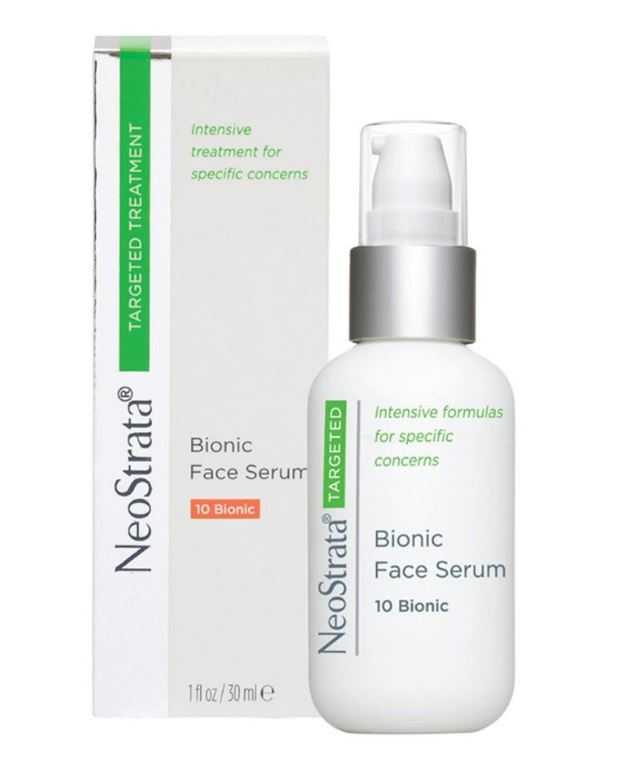 TARGETED TREATMENT
NeoStrata®
Intensive
treatment for
specific concerns
Bionic
Face Serum
10 Bionic
1 fl oz / 30 ml ℮
TARGETED
NeoStrata®
Intensive formulas
for specific
concerns
Bionic
Face Serum
10 Bionic